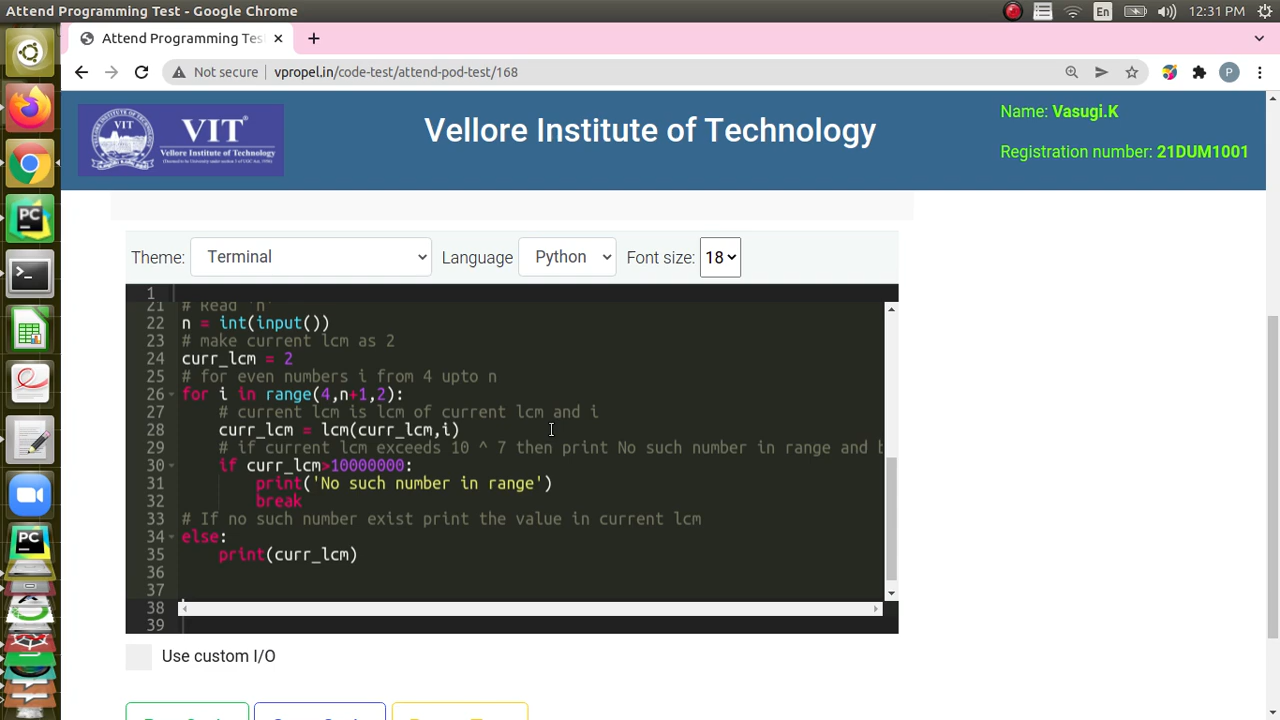 Attend Programming Test - Google Chrome
En
12:31 PM
Attend Programming Tes
Not secure
vpropel.in/code-test/attend-pod-test/168
P
VIT
VIT
Vellore Institute of Technology
Vellore Institute of Technology
Name: Vasugi.K
Registration number: 21DUM1001
Theme: Terminal Language Python Font size: 18
1
21 # Read 'n'
22 n = int(input())
23 # make current lcm as 2
24 curr_lcm = 2
25 # for even numbers i from 4 upto n
26 for i in range(4,n+1,2):
27 # current lcm is lcm of current lcm and i
28 curr_lcm = lcm(curr_lcm,i)
29 # if current lcm exceeds 10 ^ 7 then print No such number in range and b
30 if curr_lcm>10000000:
31 print('No such number in range')
32 break
33 # If no such number exist print the value in current lcm
34 else:
35 print(curr_lcm)
36
37
38
39
Use custom I/O